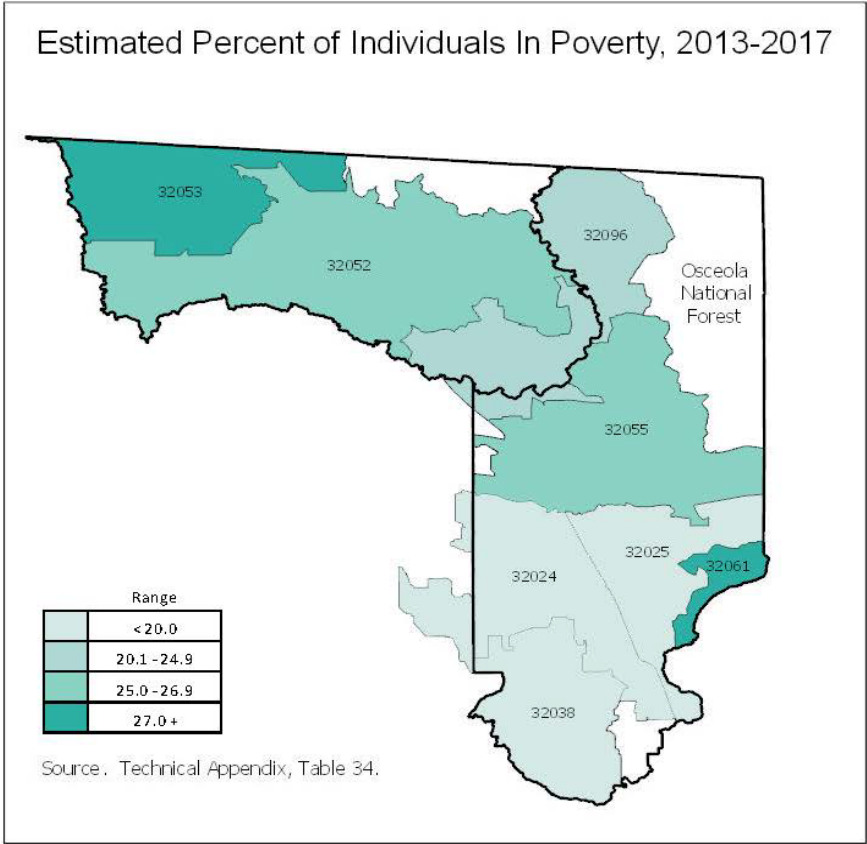 Estimated Percent of Individuals In Poverty, 2013-2017
32053
32096
32052
Osceola
National
Forest
32055
32025
32061
32024
32038
Range
<20.0
20.1 - 24.9
25.0 - 26.9
27.0 +
Source. Technical Appendix, Table 34.